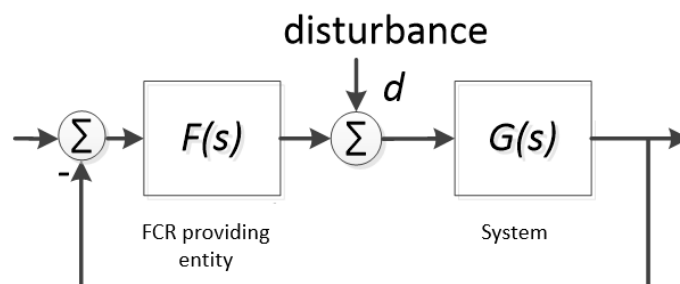 disturbance
d
Σ
F(s)
Σ
G(s)
-
FCR providing
entity
System